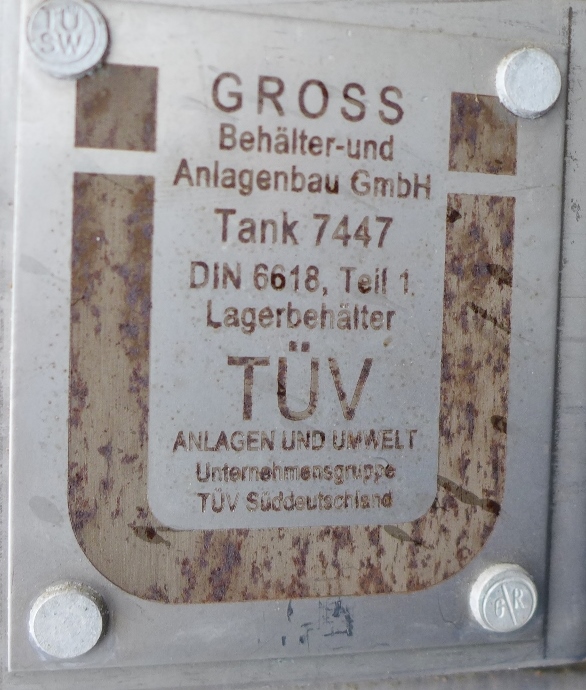 TÜ
SW
GROSS
Behälter-und
Anlagenbau GmbH
Tank 7447
DIN 6618, Teil 1
Lagerbehälter
TÜV
ANLAGEN UND UMWELT
Unternehmensgruppe
TÜV Süddeutschland
G R